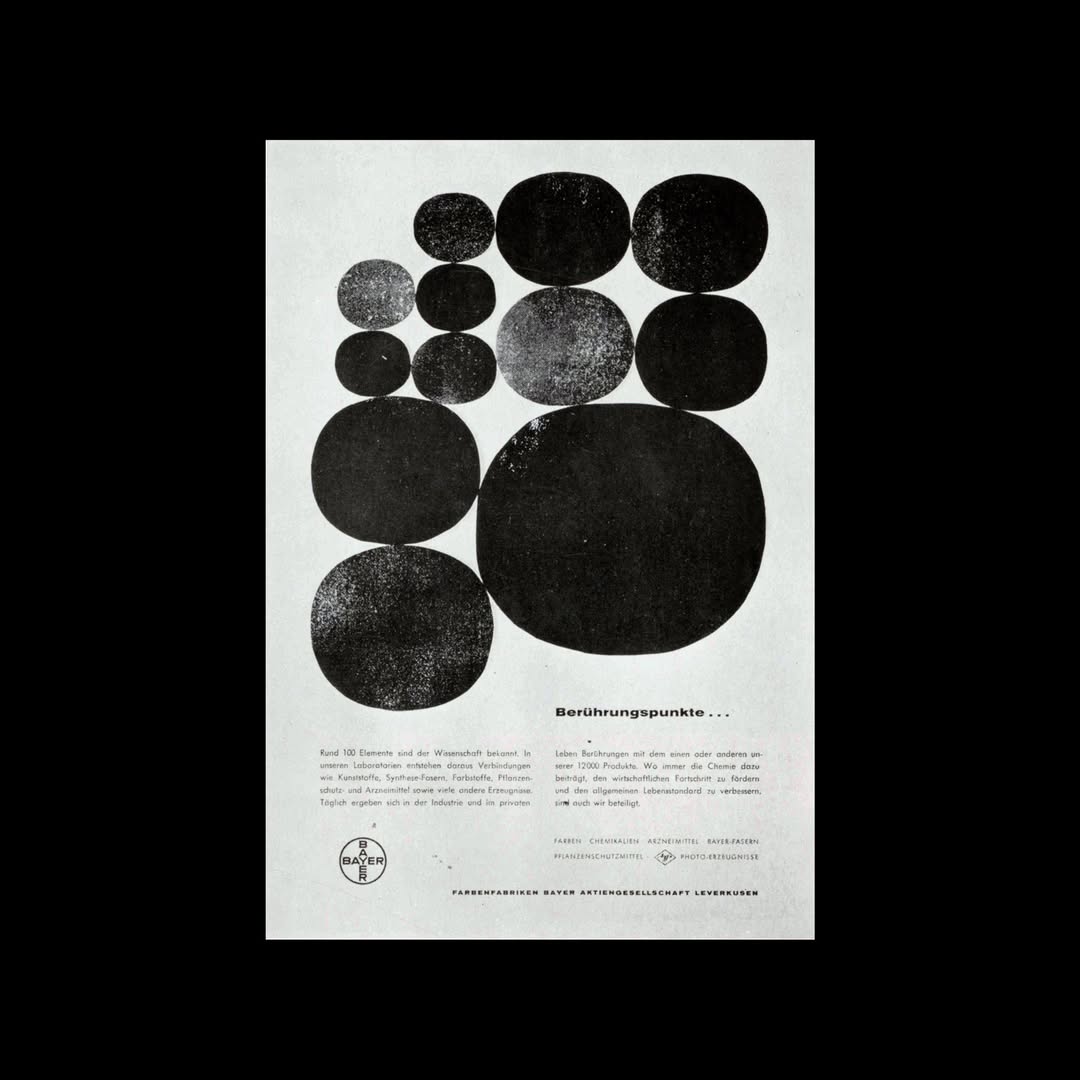 Berührungspunkte . . .
Rund 100 Elemente sind der Wissenschaft bekannt. In
unseren Laboratorien entstehen daraus Verbindungen
wie Kunststoffe, Synthese-Fasern, Farbstoffe, Pflanzen-
schutz- und Arzneimittel sowie viele andere Erzeugnisse.
Täglich ergeben sich in der Industrie und im privaten
Leben Berührungen mit dem einen oder anderen un-
serer 12000 Produkte. Wo immer die Chemie dazu
beiträgt, den wirtschaftlichen Fortschritt zu fördern
und den allgemeinen Lebensstandard zu verbessern,
sind auch wir beteiligt.
BAYER
BAYER
FARBEN CHEMIKALIEN ARZNEIMITTEL BAYER-FASERN
PFLANZENSCHUTZMITTEL · Agfa PHOTO-ERZEUGNISSE
FARBENFABRIKEN BAYER AKTIENGESELLSCHAFT LEVERKUSEN